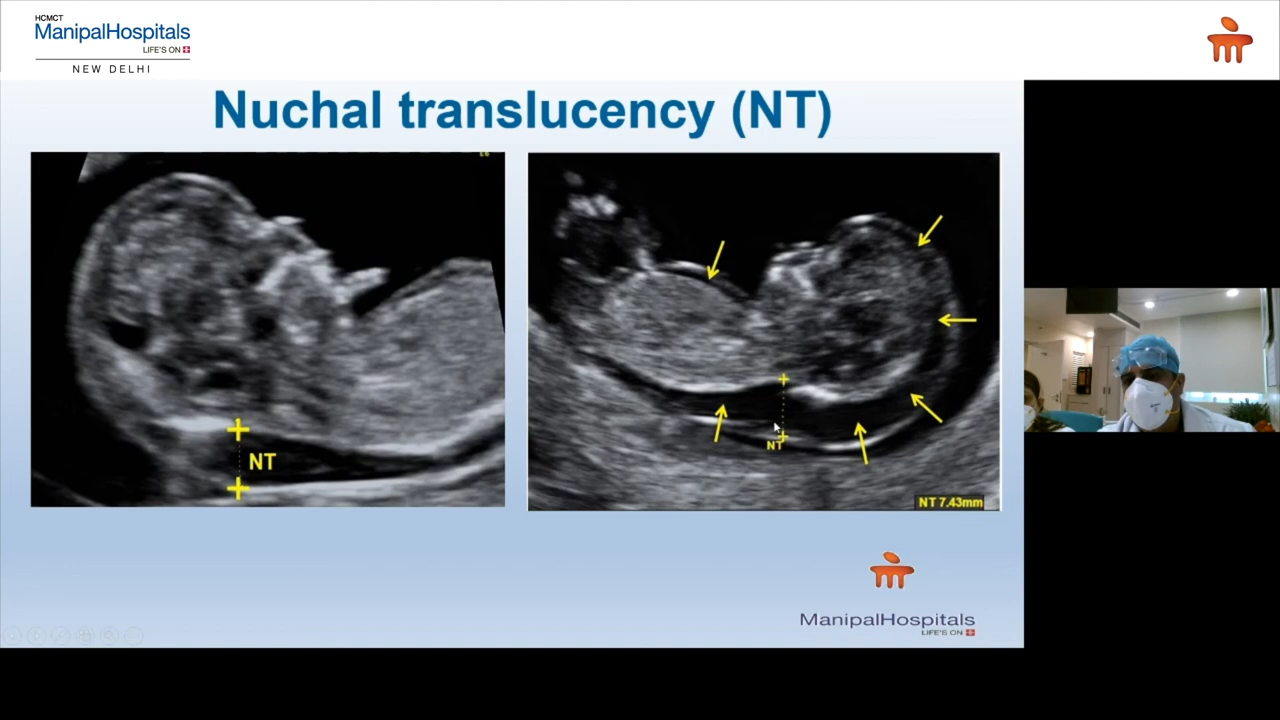 HCMCT
ManipalHospitals
LIFE'S ON
NEW DELHI
Nuchal translucency (NT)
NT
NT
NT 7.43mm
ManipalHospitals
LIFE'S ON